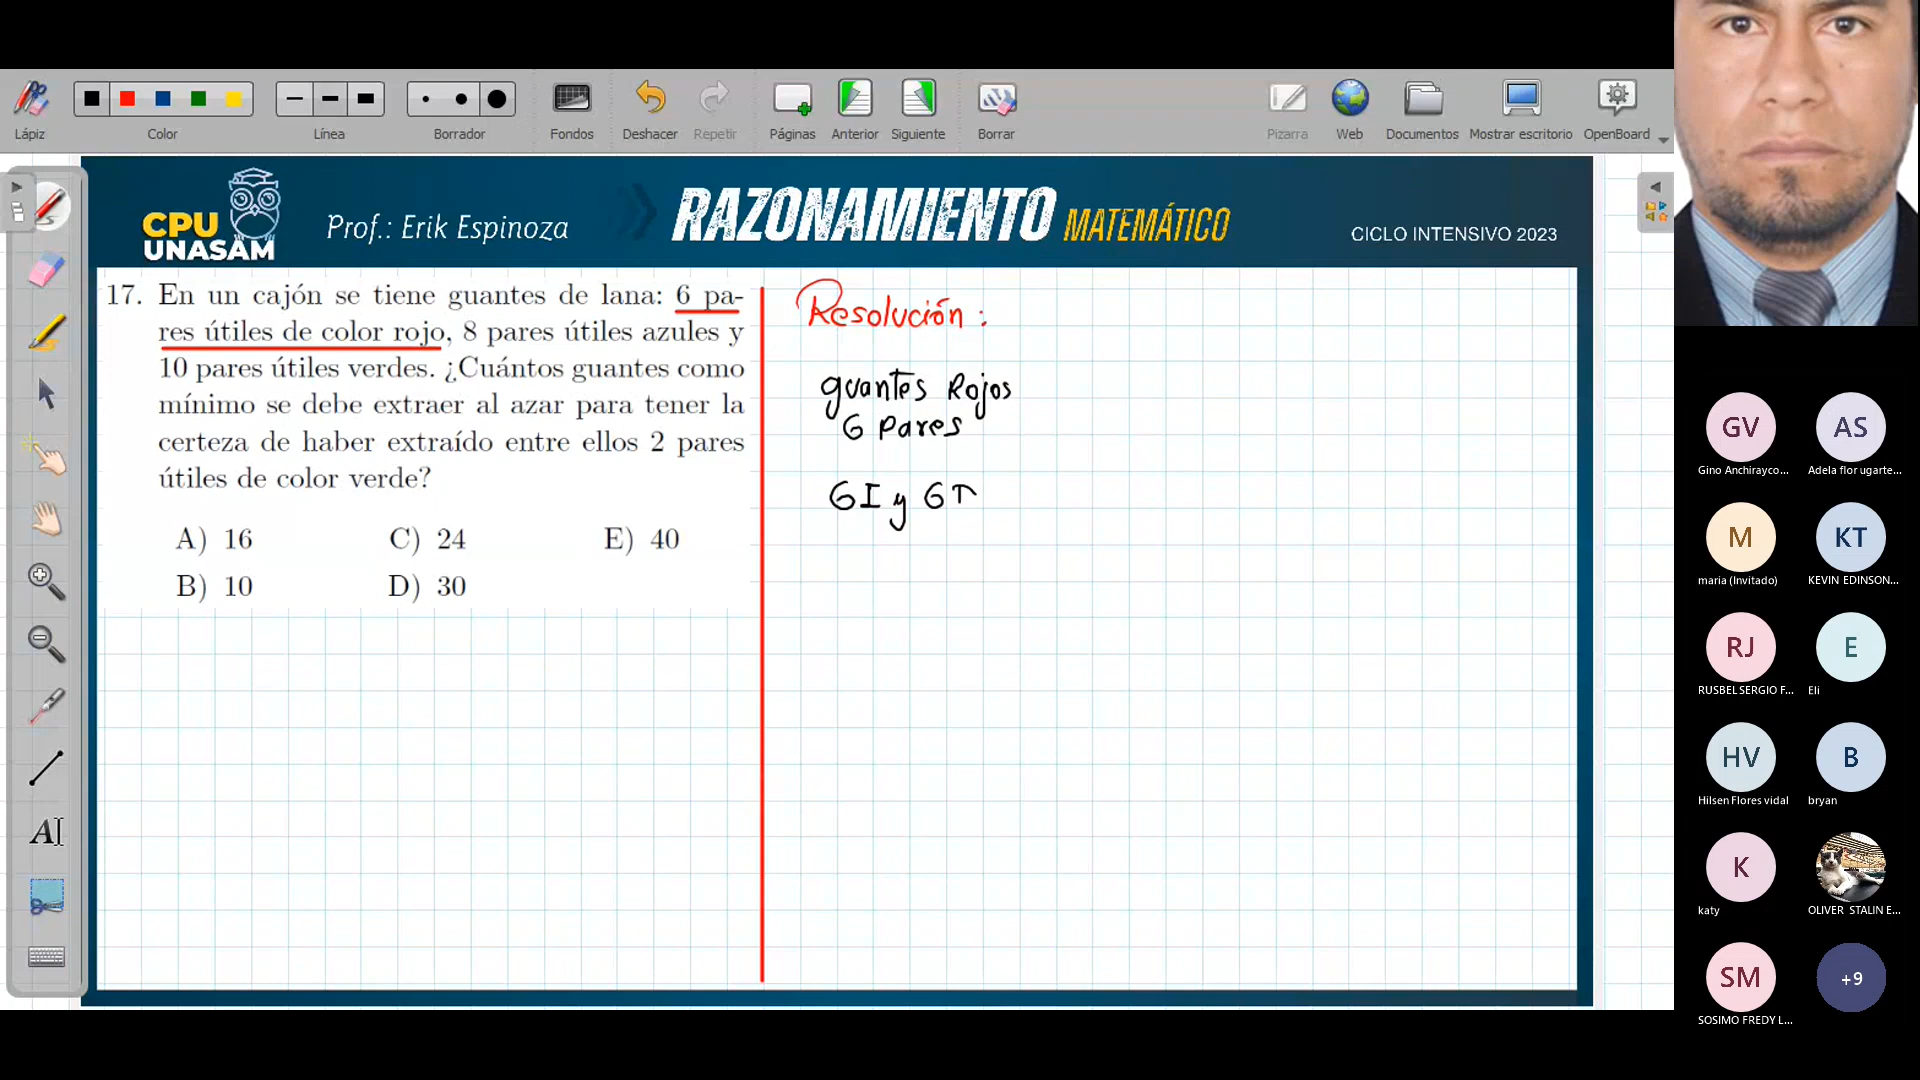 Lápiz
Color
Línea
Borrador
Fondos
Deshacer
Repetir
Páginas
Anterior
Siguiente
Borrar
Pizarra
Web
Documentos
Mostrar escritorio
OpenBoard
CPU
UNASAM
Prof.: Erik Espinoza
RAZONAMIENTO MATEMÁTICO
CICLO INTENSIVO 2023
17. En un cajón se tiene guantes de lana: 6 pa-
res útiles de color rojo, 8 pares útiles azules y
10 pares útiles verdes. ¿Cuántos guantes como
mínimo se debe extraer al azar para tener la
certeza de haber extraído entre ellos 2 pares
útiles de color verde?
A) 16 C) 24 E) 40
B) 10 D) 30
Resolución:
guantes Rojos
6 Pares
6I y 6
GV
Gino Anchirayco...
AS
Adela flor ugarte...
M
maria (Invitado)
KT
KEVIN EDINSON...
RJ
RUSBEL SERGIO F...
E
Eli
HV
Hilsen Flores vidal
B
bryan
K
katy
OLIVER STALIN E...
SM
SOSIMO FREDY L...
+9